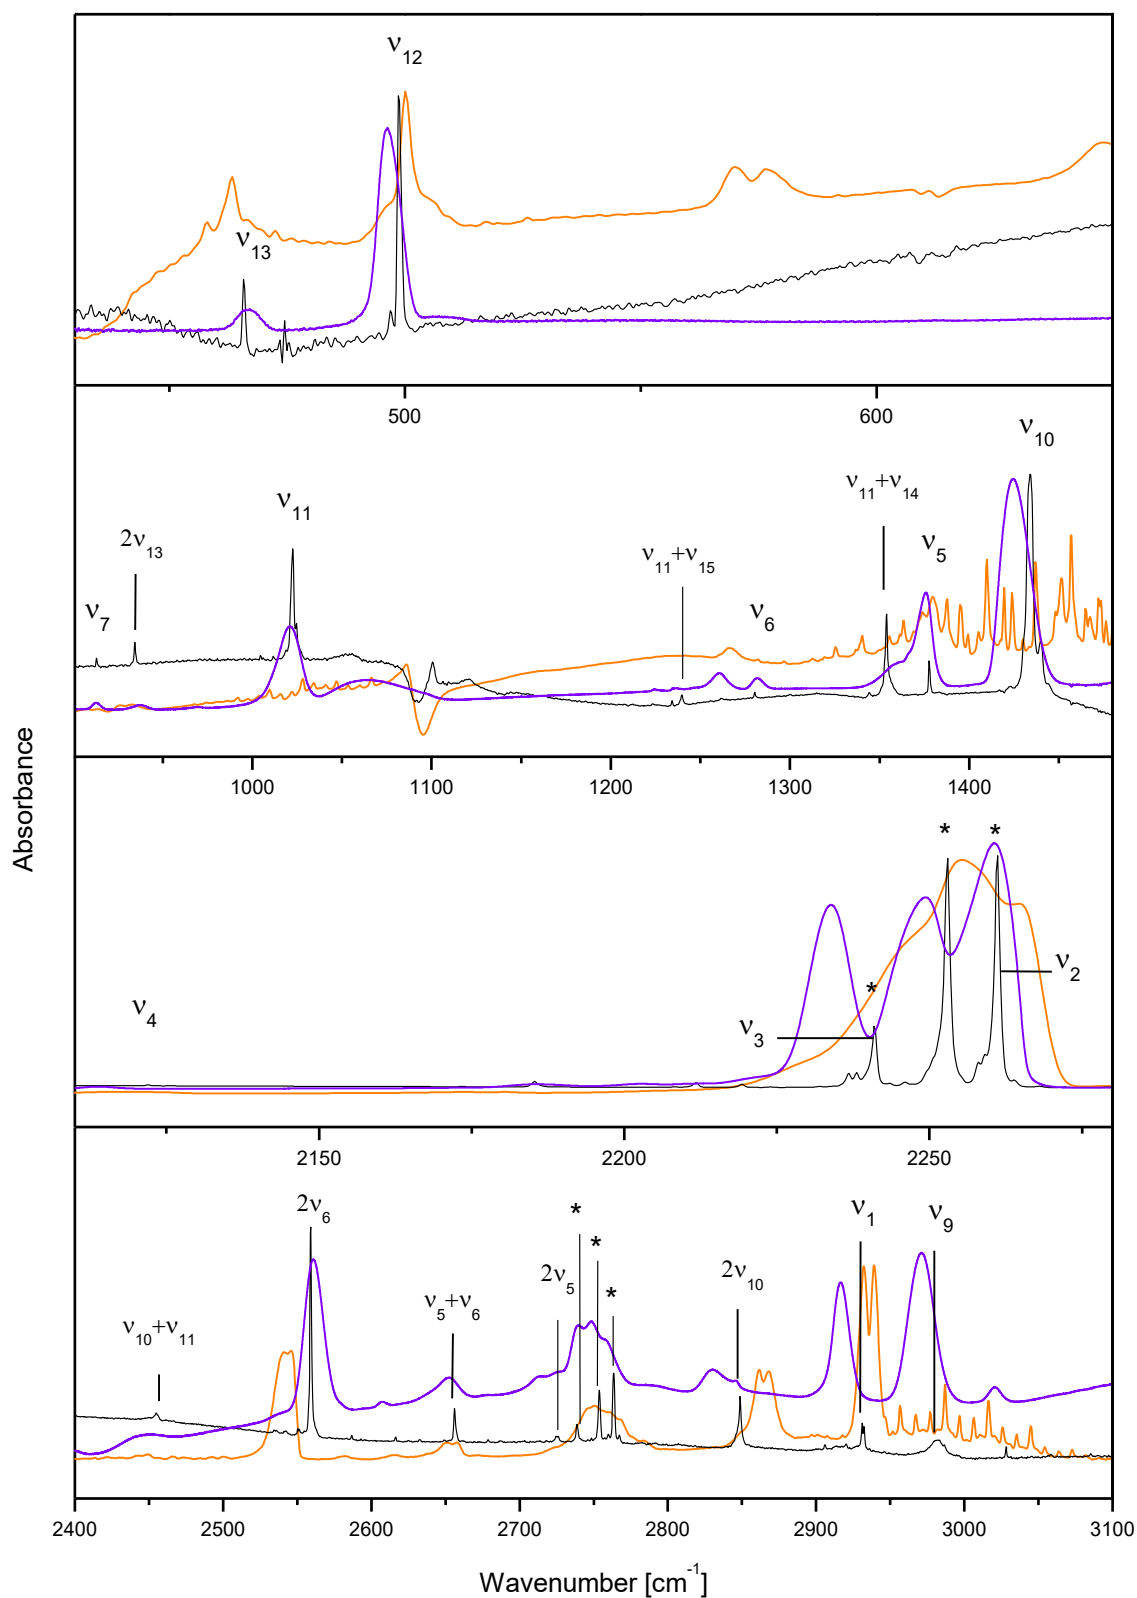 ν12
ν13
500 600
ν10
ν11+ν14
ν11
2ν13
ν5
ν11+ν15
ν7
ν6
1000 1100 1200 1300 1400
Absorbance
* *
ν2
*
ν4
ν3
2150 2200 2250
2ν6
*
ν1
ν9
*
2ν5
2ν10
*
ν5+ν6
ν10+ν11
2400 2500 2600 2700 2800 2900 3000 3100
Wavenumber [cm-1]